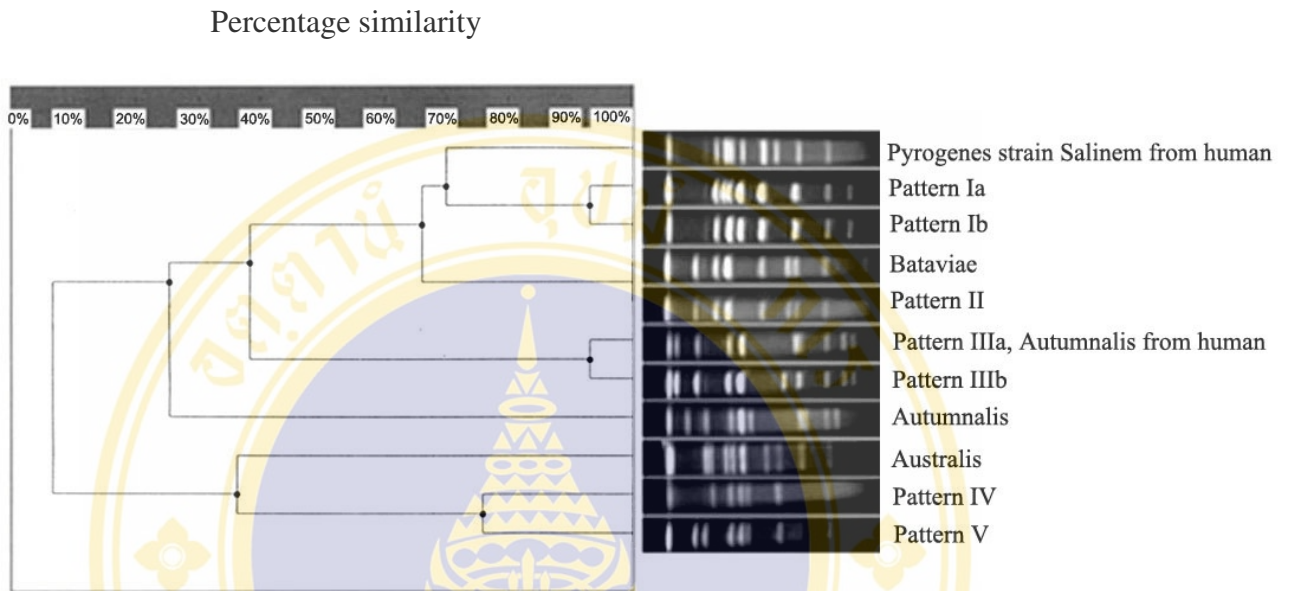 Percentage similarity
0% 10% 20% 30% 40% 50% 60% 70% 80% 90% 100%
Pyrogenes strain Salinem from human
Pattern Ia
Pattern Ib
Bataviae
Pattern II
Pattern IIIa, Autumnalis from human
Pattern IIIb
Autumnalis
Australis
Pattern IV
Pattern V